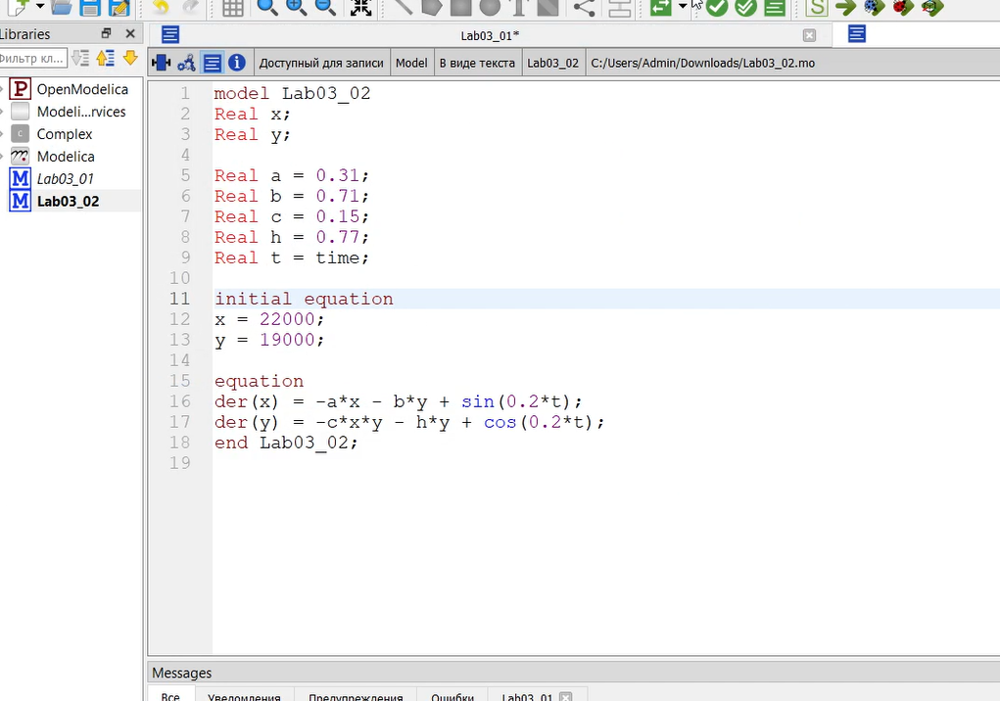 Libraries
Lab03_01*
Фильтр кл...
Доступный для записи
Model
В виде текста
Lab03_02
C:/Users/Admin/Downloads/Lab03_02.mo
P OpenModelica
Modeli...rvices
C Complex
Modelica
M Lab03_01
M Lab03_02
1 model Lab03_02
2 Real x;
3 Real y;
4
5 Real a = 0.31;
6 Real b = 0.71;
7 Real c = 0.15;
8 Real h = 0.77;
9 Real t = time;
10
11 initial equation
12 x = 22000;
13 y = 19000;
14
15 equation
16 der(x) = -a*x - b*y + sin(0.2*t);
17 der(y) = -c*x*y - h*y + cos(0.2*t);
18 end Lab03_02;
19
Messages
Все
Уведомления
Предупреждения
Ошибки
Lab03_01